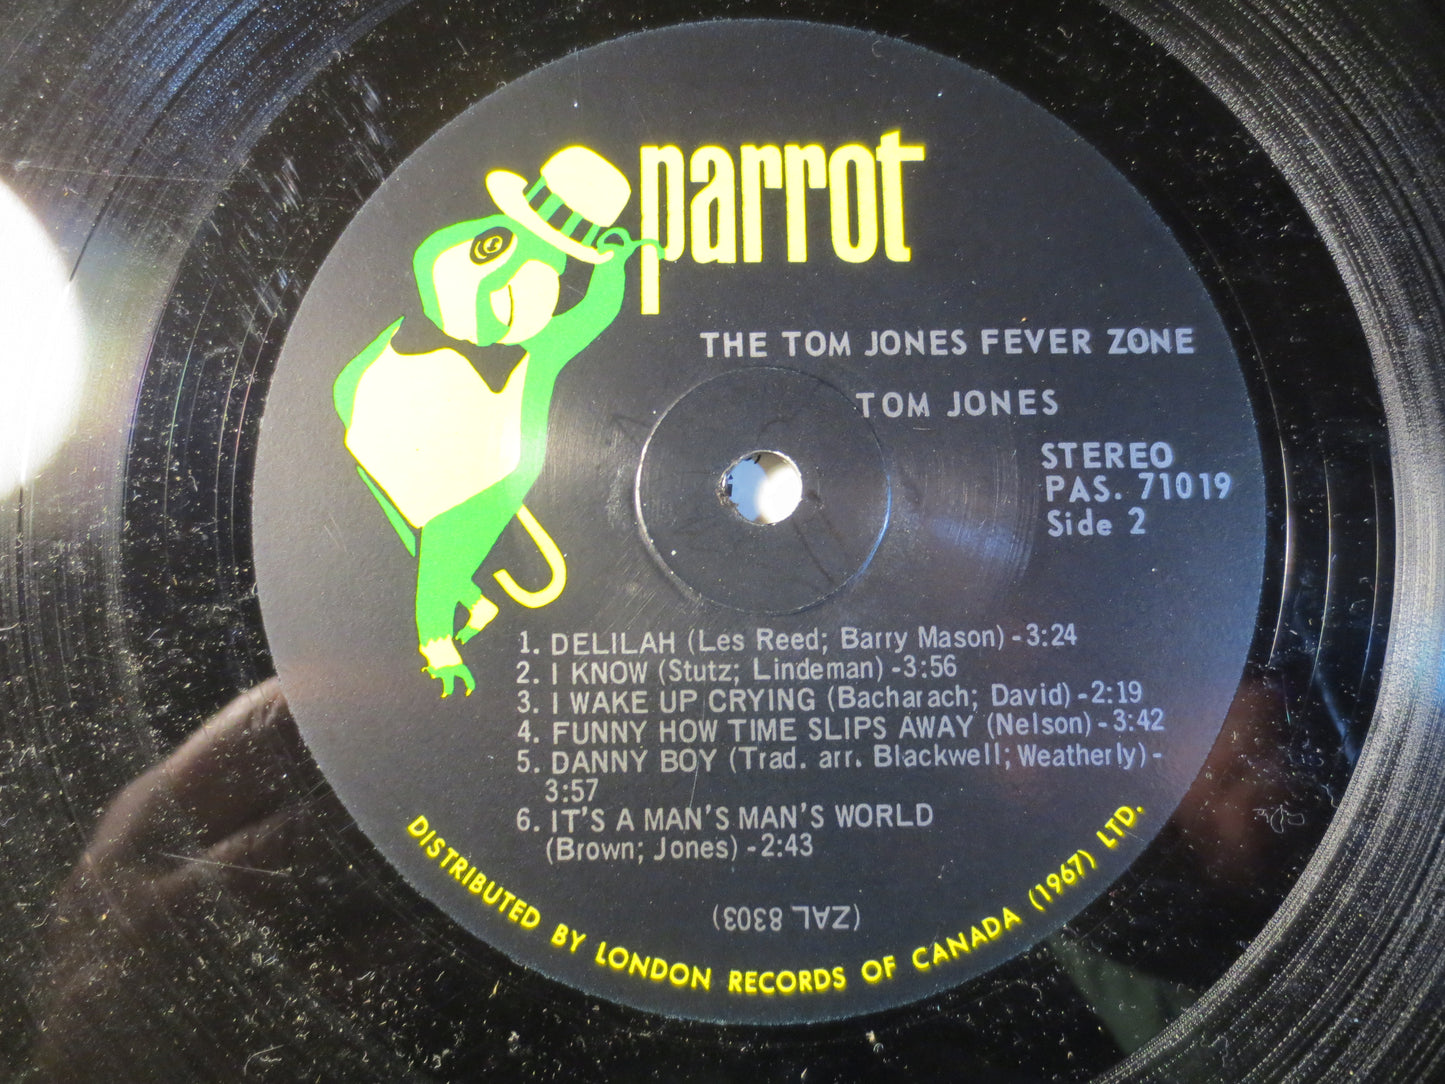 parrot
THE TOM JONES FEVER ZONE
TOM JONES
STEREO
PAS. 71019
Side 2
1. DELILAH (Les Reed; Barry Mason) - 3:24
2. I KNOW (Stutz; Lindeman) - 3:56
3. I WAKE UP CRYING (Bacharach; David) - 2:19
4. FUNNY HOW TIME SLIPS AWAY (Nelson) - 3:42
5. DANNY BOY (Trad. arr. Blackwell; Weatherly) -
3:57
6. IT'S A MAN'S MAN'S WORLD
(Brown; Jones) - 2:43
(ZAL 8303)
DISTRIBUTED BY LONDON RECORDS OF CANADA (1967) LTD.